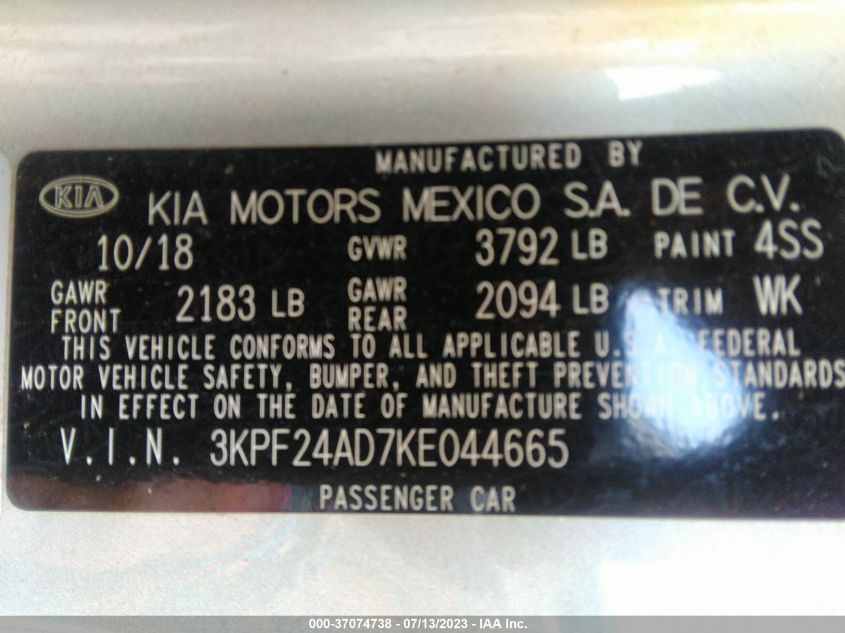 MANUFACTURED BY
KIA KIA MOTORS MEXICO S.A. DE C.V.
10/18 GVWR 3792 LB PAINT 4SS
GAWR FRONT 2183 LB GAWR REAR 2094 LB TRIM WK
THIS VEHICLE CONFORMS TO ALL APPLICABLE U.S.A. FEDERAL
MOTOR VEHICLE SAFETY, BUMPER, AND THEFT PREVENTION STANDARDS
IN EFFECT ON THE DATE OF MANUFACTURE SHOWN ABOVE.
V.I.N. 3KPF24AD7KE044665
PASSENGER CAR
000-37074738 - 07/13/2023 - IAA Inc.